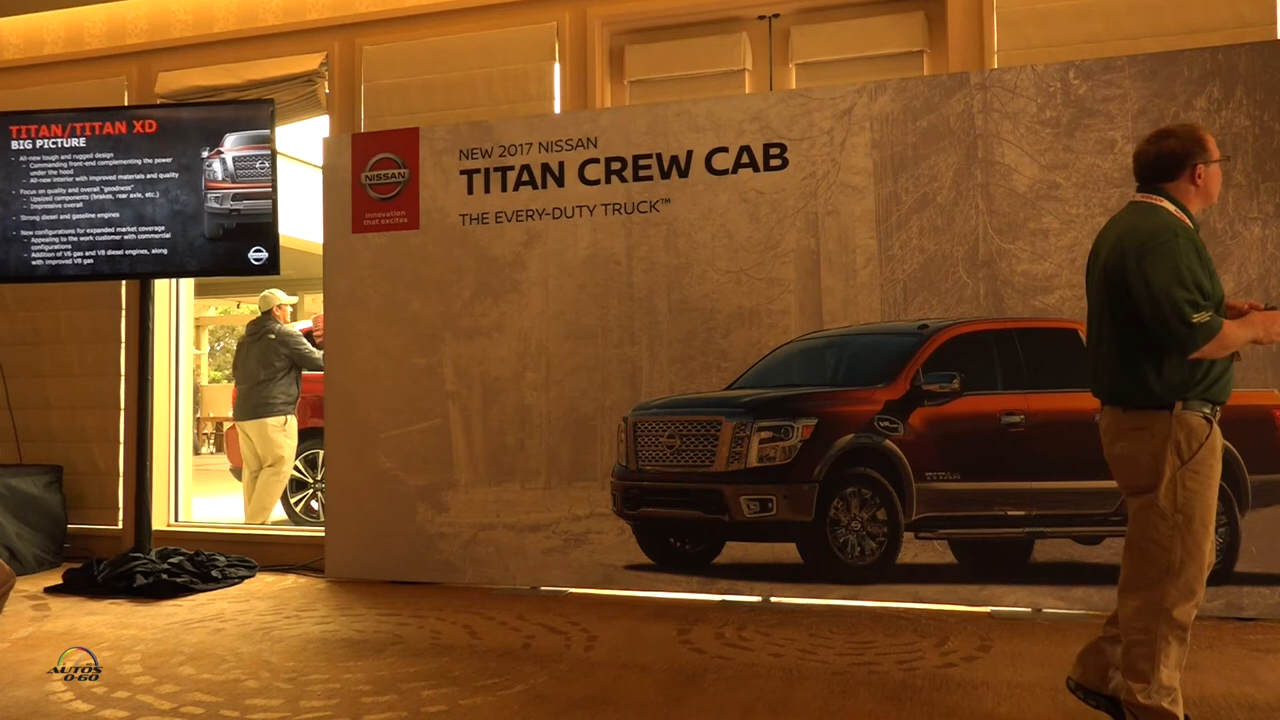 TITAN/TITAN XD
BIG PICTURE
- All-new tough and rugged design
- Commanding front-end complementing the power
under the hood
- All-new interior with improved materials and quality
- Focus on quality and overall "goodness"
- Upsized components (brakes, rear axle, etc.)
- Impressive overall
- Strong diesel and gasoline engines
- New configurations for expanded market coverage
- Appealing to the work customer with commercial
configurations
- Addition of V6 gas and V8 diesel engines, along
with improved V8 gas
NISSAN
NISSAN
Innovation
that excites
NEW 2017 NISSAN
TITAN CREW CAB
THE EVERY-DUTY TRUCK™
TITAN
AUTOS
0-60